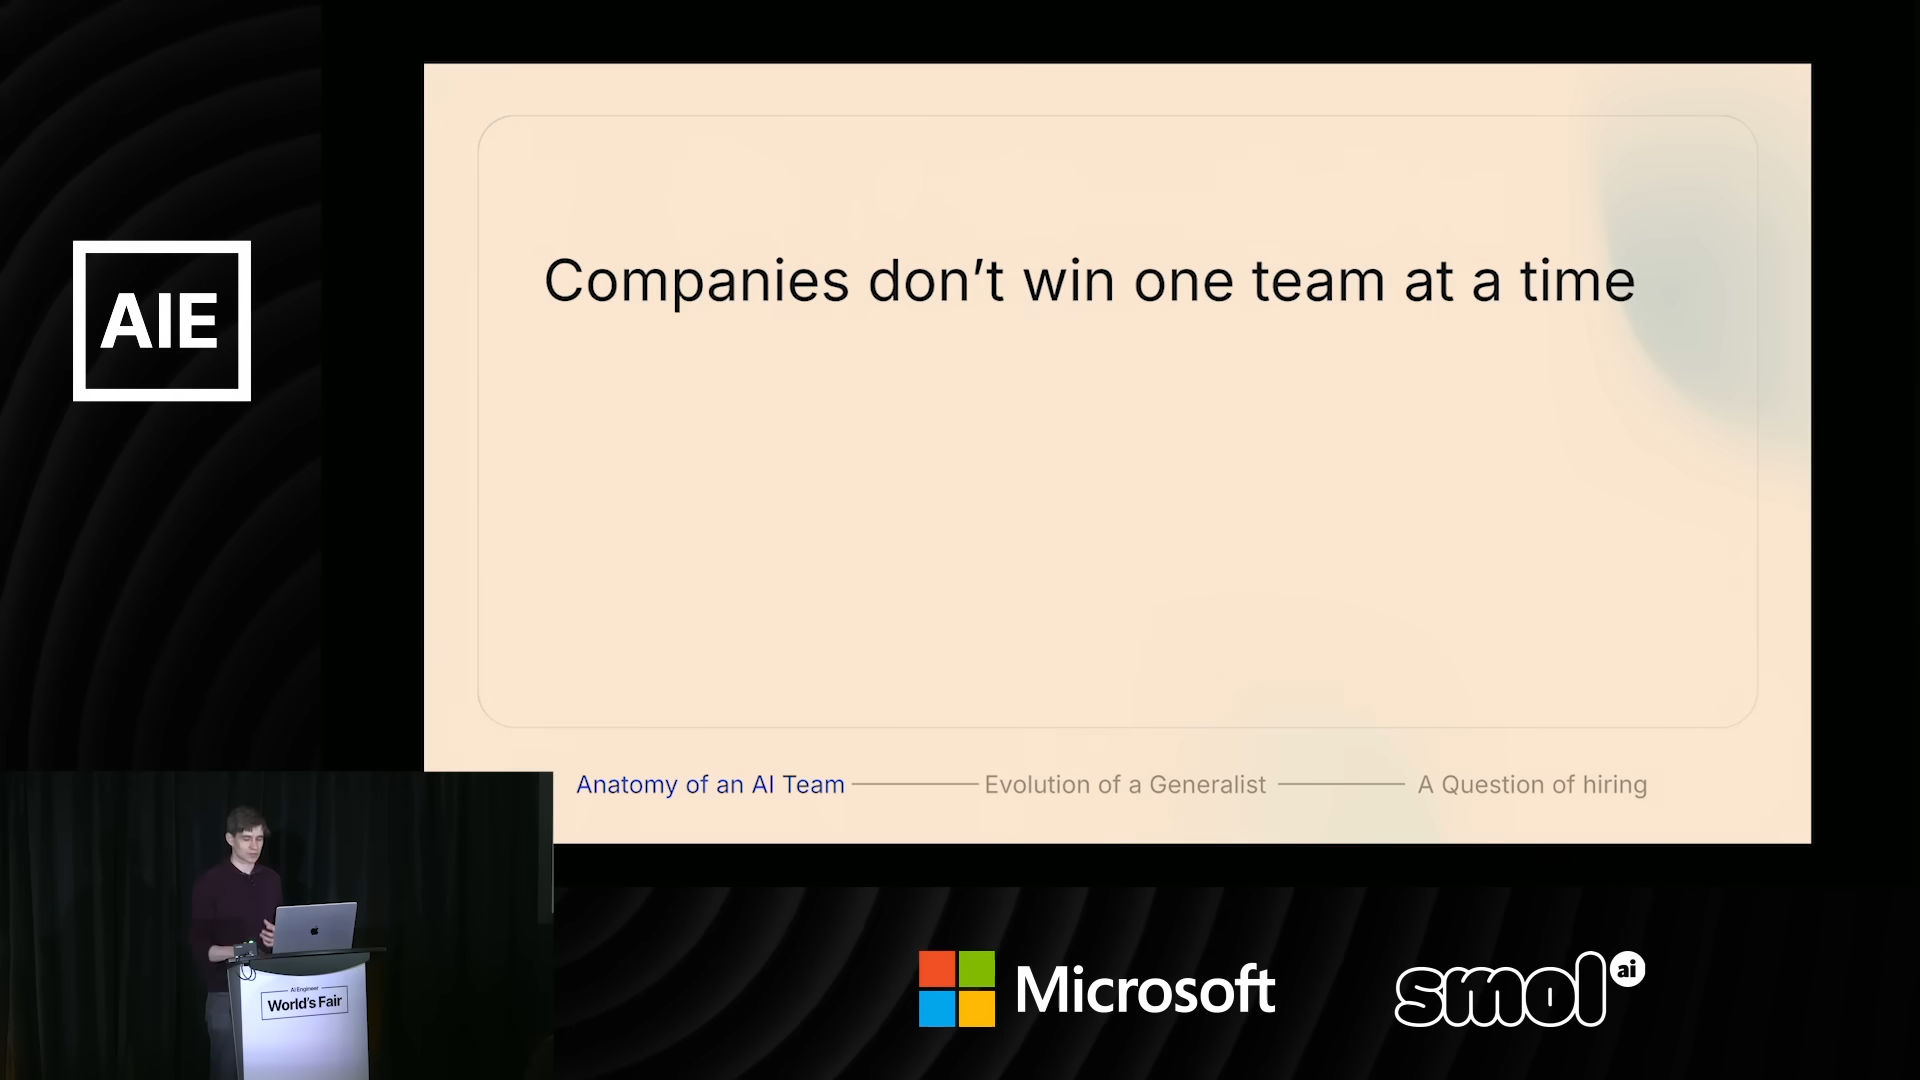 AIE
Companies don’t win one team at a time
Anatomy of an AI Team
Evolution of a Generalist
A Question of hiring
AI Engineer
World's Fair
Microsoft
smol ai